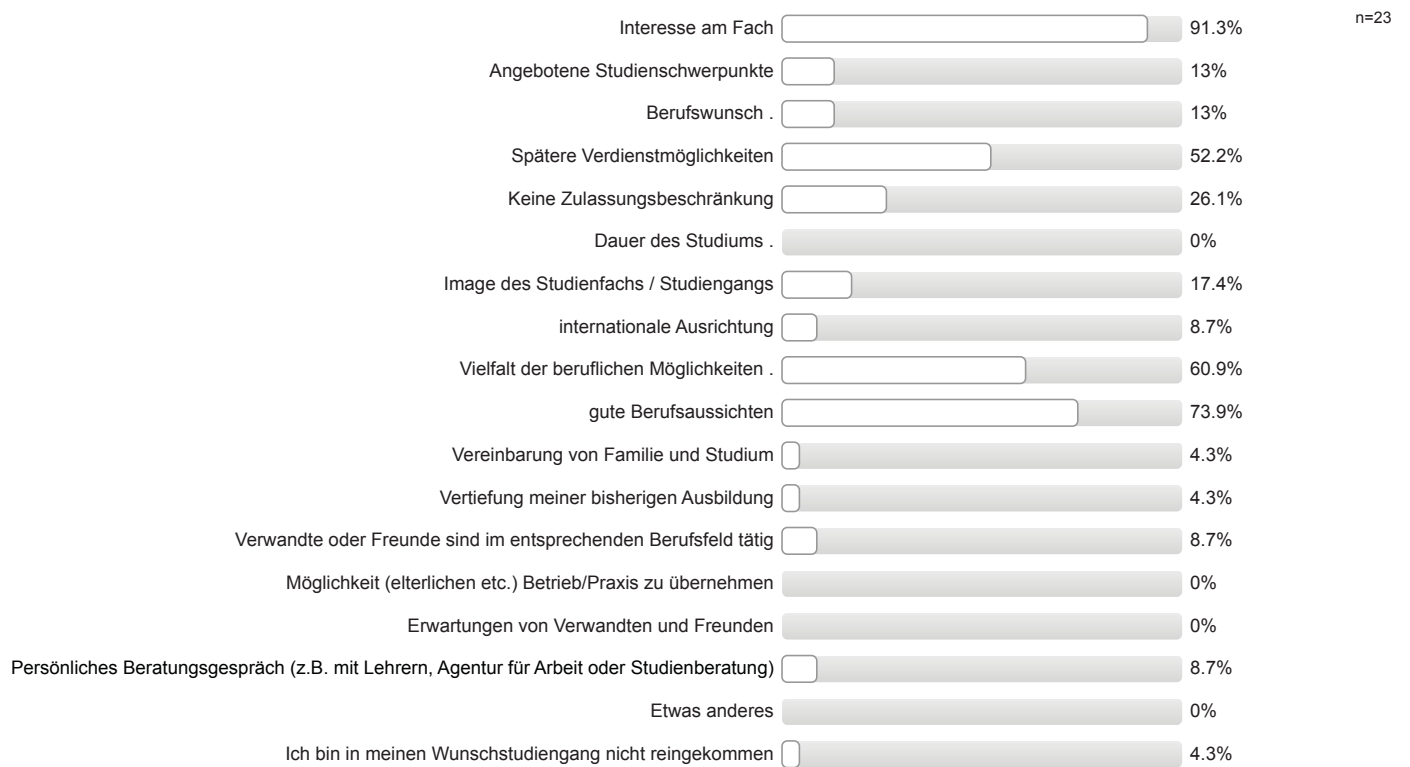 n=23
Interesse am Fach 91.3%
Angebotene Studienschwerpunkte 13%
Berufswunsch . 13%
Spätere Verdienstmöglichkeiten 52.2%
Keine Zulassungsbeschränkung 26.1%
Dauer des Studiums . 0%
Image des Studienfachs / Studiengangs 17.4%
internationale Ausrichtung 8.7%
Vielfalt der beruflichen Möglichkeiten . 60.9%
gute Berufsaussichten 73.9%
Vereinbarung von Familie und Studium 4.3%
Vertiefung meiner bisherigen Ausbildung 4.3%
Verwandte oder Freunde sind im entsprechenden Berufsfeld tätig 8.7%
Möglichkeit (elterlichen etc.) Betrieb/Praxis zu übernehmen 0%
Erwartungen von Verwandten und Freunden 0%
Persönliches Beratungsgespräch (z.B. mit Lehrern, Agentur für Arbeit oder Studienberatung) 8.7%
Etwas anderes 0%
Ich bin in meinen Wunschstudiengang nicht reingekommen 4.3%